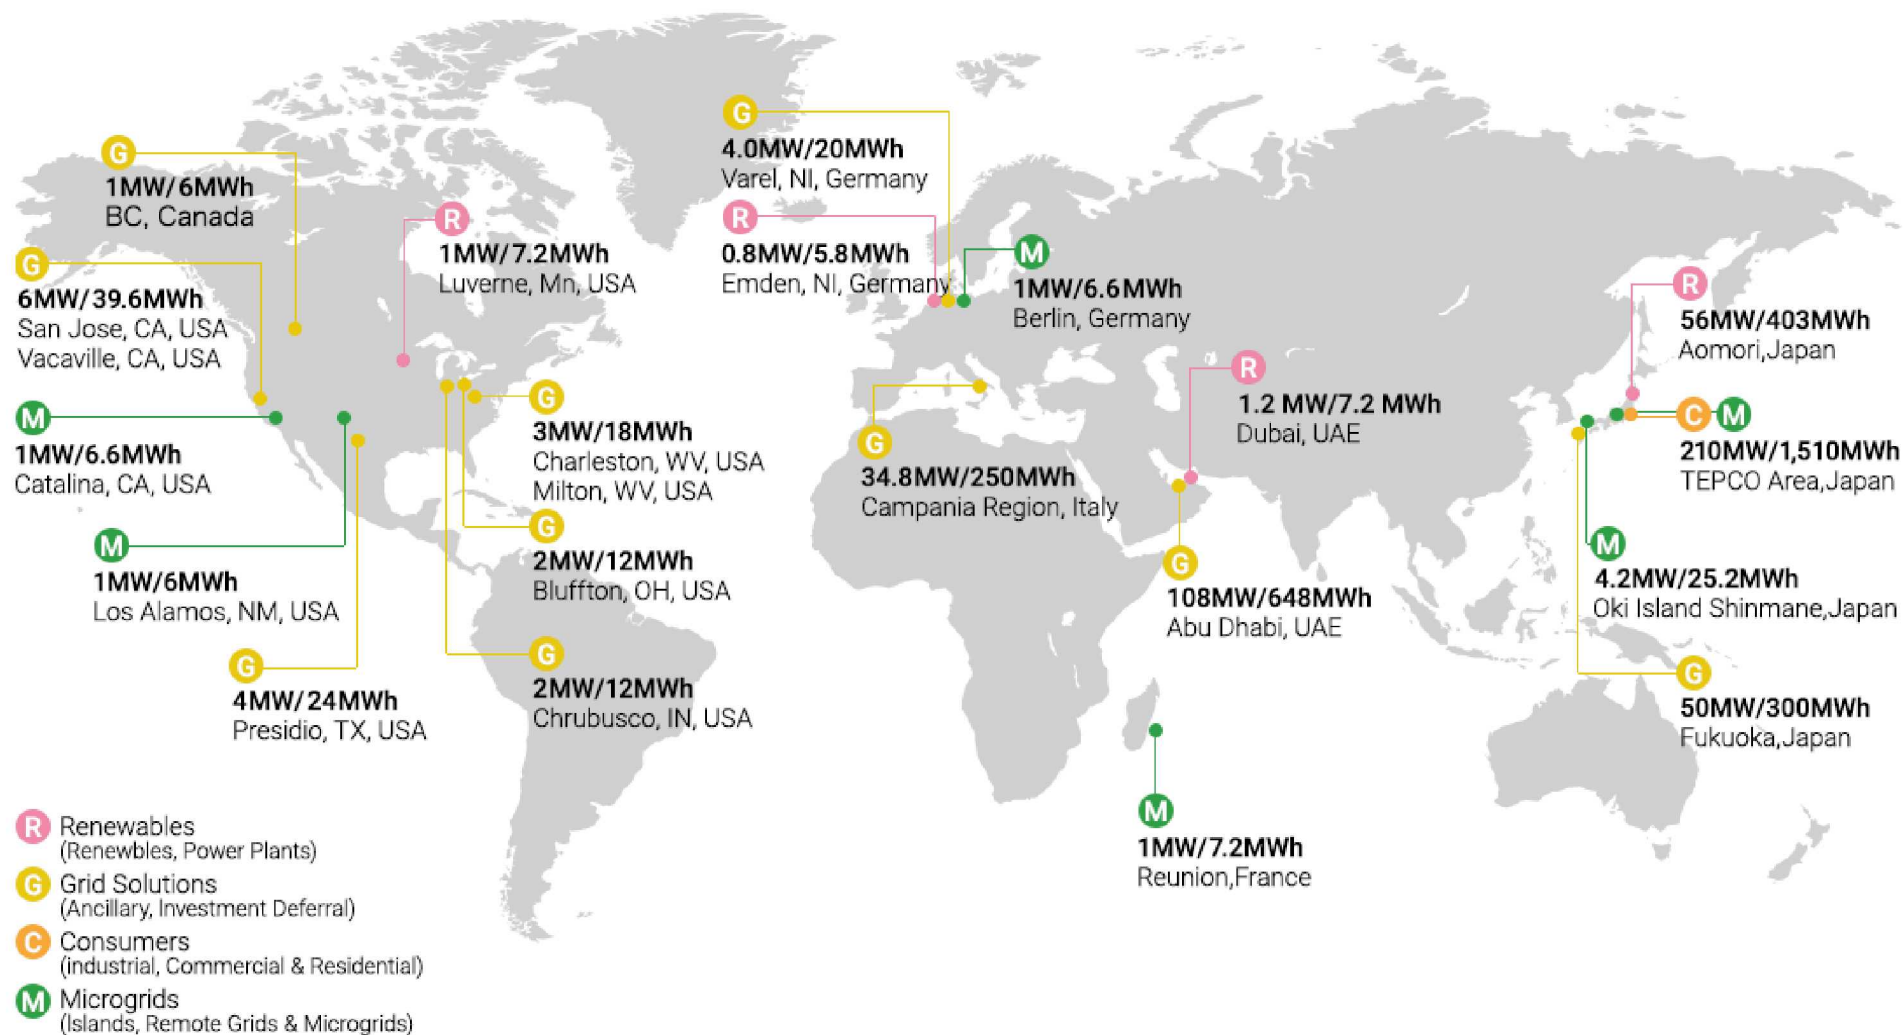 G
1MW/6MWh
BC, Canada
G
6MW/39.6MWh
San Jose, CA, USA
Vacaville, CA, USA
M
1MW/6.6MWh
Catalina, CA, USA
M
1MW/6MWh
Los Alamos, NM, USA
G
4MW/24MWh
Presidio, TX, USA
R
1MW/7.2MWh
Luverne, Mn, USA
G
3MW/18MWh
Charleston, WV, USA
Milton, WV, USA
G
2MW/12MWh
Bluffton, OH, USA
G
2MW/12MWh
Chrubusco, IN, USA
G
4.0MW/20MWh
Varel, NI, Germany
R
0.8MW/5.8MWh
Emden, NI, Germany
M
1MW/6.6MWh
Berlin, Germany
G
34.8MW/250MWh
Campania Region, Italy
R
1.2 MW/7.2 MWh
Dubai, UAE
G
108MW/648MWh
Abu Dhabi, UAE
M
1MW/7.2MWh
Reunion,France
R
56MW/403MWh
Aomori,Japan
C M
210MW/1,510MWh
TEPCO Area,Japan
M
4.2MW/25.2MWh
Oki Island Shinmane,Japan
G
50MW/300MWh
Fukuoka,Japan
R Renewables
(Renewbles, Power Plants)
G Grid Solutions
(Ancillary, Investment Deferral)
C Consumers
(industrial, Commercial & Residential)
M Microgrids
(Islands, Remote Grids & Microgrids)